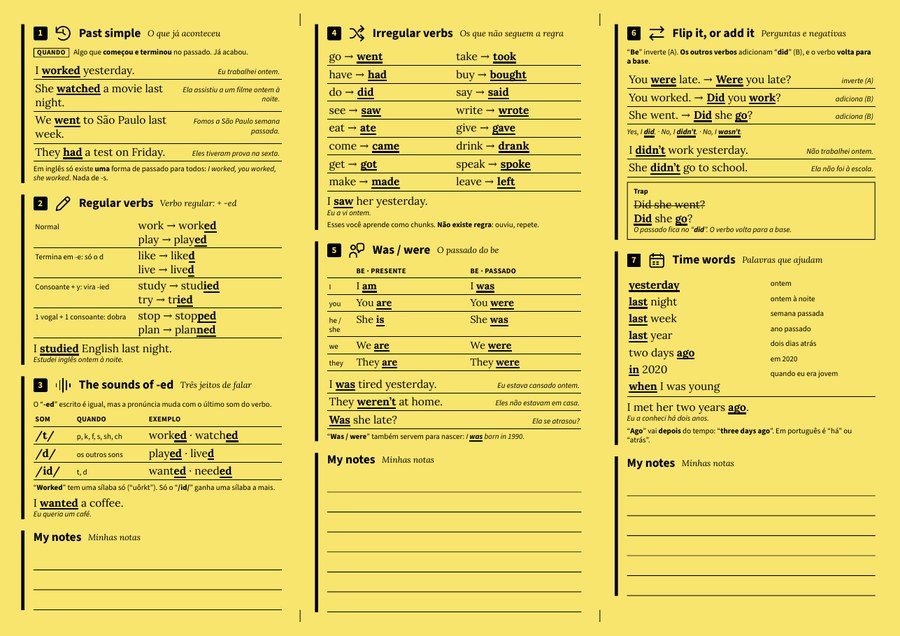 1 Past simple O que já aconteceu
QUANDO Algo que começou e terminou no passado. Já acabou.
I worked yesterday. Eu trabalhei ontem.
She watched a movie last Ela assistiu a um filme ontem à
night. noite.
We went to São Paulo last Fomos a São Paulo semana
week. passada.
They had a test on Friday. Eles tiveram prova na sexta.
Em inglês só existe uma forma de passado para todos: I worked, you worked,
she worked. Nada de -s.
2 Regular verbs Verbo regular: + -ed
Normal work → worked
play → played
Termina em -e: só o d like → liked
live → lived
Consoante + y: vira -ied study → studied
try → tried
1 vogal + 1 consoante: dobra stop → stopped
plan → planned
I studied English last night.
Estudei inglês ontem à noite.
3 The sounds of -ed Três jeitos de falar
O "-ed" escrito é igual, mas a pronúncia muda com o último som do verbo.
SOM QUANDO EXEMPLO
/t/ p, k, f, s, sh, ch worked · watched
/d/ os outros sons played · lived
/id/ t, d wanted · needed
"Worked" tem uma sílaba só ("uôrkt"). Só o "/id/" ganha uma sílaba a mais.
I wanted a coffee.
Eu queria um café.
My notes Minhas notas
4 Irregular verbs Os que não seguem a regra
go → went take → took
have → had buy → bought
do → did say → said
see → saw write → wrote
eat → ate give → gave
come → came drink → drank
get → got speak → spoke
make → made leave → left
I saw her yesterday.
Eu a vi ontem.
Esses você aprende como chunks. Não existe regra: ouviu, repete.
5 Was / were O passado do be
BE · PRESENTE BE · PASSADO
I I am I was
you You are You were
he / She is She was
she
we We are We were
they They are They were
I was tired yesterday. Eu estava cansado ontem.
They weren't at home. Eles não estavam em casa.
Was she late? Ela se atrasou?
"Was / were" também servem para nascer: I was born in 1990.
My notes Minhas notas
6 Flip it, or add it Perguntas e negativas
"Be" inverte (A). Os outros verbos adicionam "did" (B), e o verbo volta para
a base.
You were late. → Were you late? inverte (A)
You worked. → Did you work? adiciona (B)
She went. → Did she go? adiciona (B)
Yes, I did. · No, I didn't. · No, I wasn't.
I didn't work yesterday. Não trabalhei ontem.
She didn't go to school. Ela não foi à escola.
Trap
Did she went?
Did she go?
O passado fica no "did". O verbo volta para a base.
7 Time words Palavras que ajudam
yesterday ontem
last night ontem à noite
last week semana passada
last year ano passado
two days ago dois dias atrás
in 2020 em 2020
when I was young quando eu era jovem
I met her two years ago.
Eu a conheci há dois anos.
"Ago" vai depois do tempo: "three days ago". Em português é "há" ou
"atrás".
My notes Minhas notas